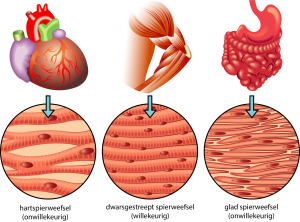 hartspierweefsel
(onwillekeurig)
dwarsgestreept spierweefsel
(willekeurig)
glad spierweefsel
(onwillekeurig)